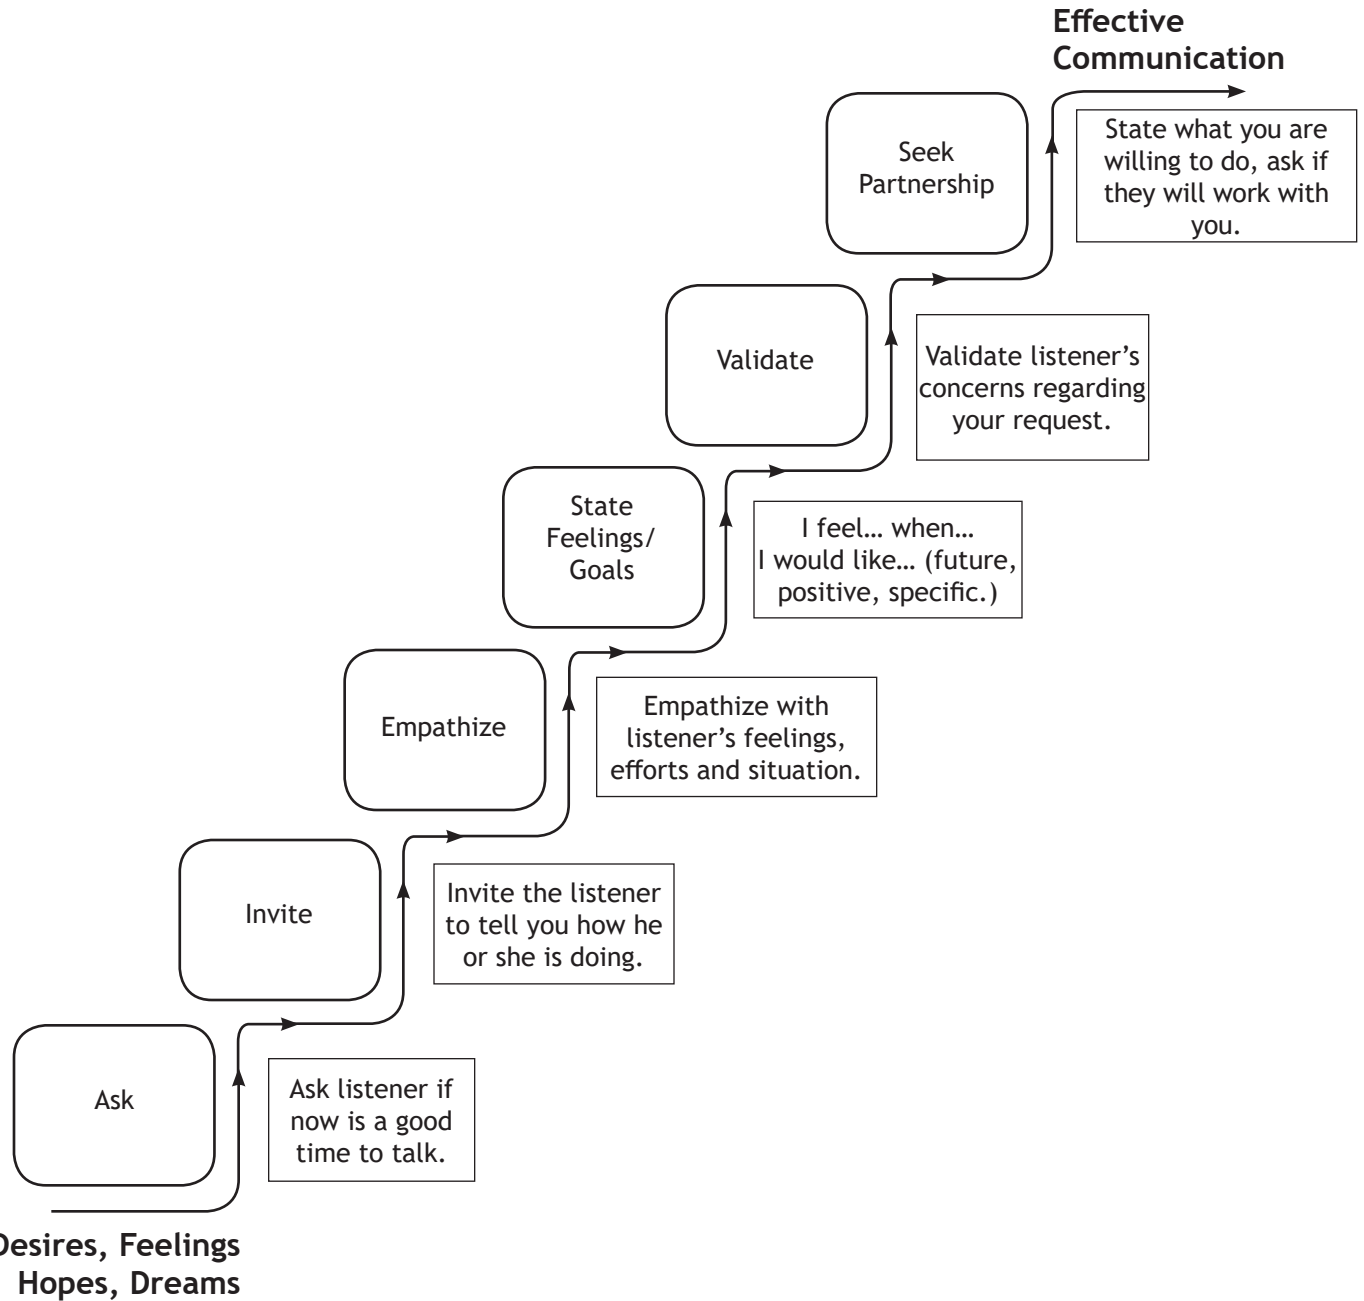 Effective
Communication
Seek
Partnership
State what you are
willing to do, ask if
they will work with
you.
Validate
Validate listener’s
concerns regarding
your request.
State
Feelings/
Goals
I feel… when…
I would like… (future,
positive, specific.)
Empathize
Empathize with
listener’s feelings,
efforts and situation.
Invite
Invite the listener
to tell you how he
or she is doing.
Ask
Ask listener if
now is a good
time to talk.
Desires, Feelings
Hopes, Dreams